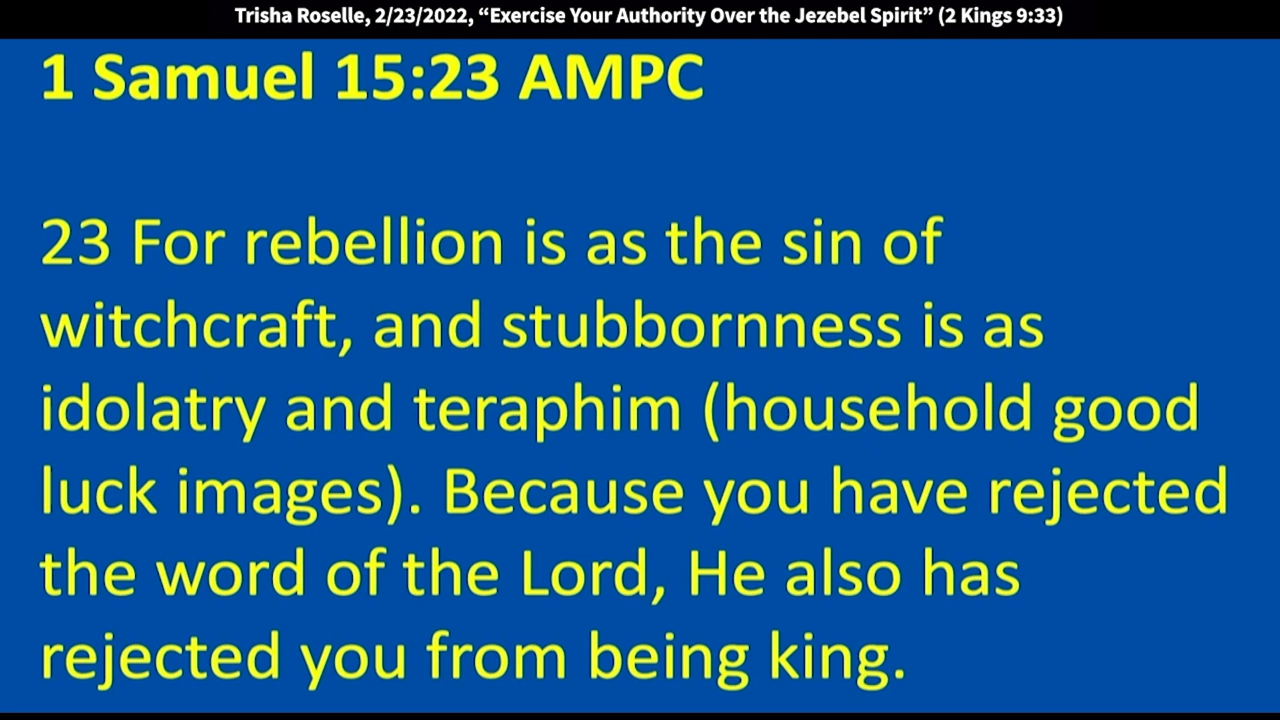 Trisha Roselle, 2/23/2022, “Exercise Your Authority Over the Jezebel Spirit” (2 Kings 9:33)
1 Samuel 15:23 AMPC
23 For rebellion is as the sin of
witchcraft, and stubbornness is as
idolatry and teraphim (household good
luck images). Because you have rejected
the word of the Lord, He also has
rejected you from being king.